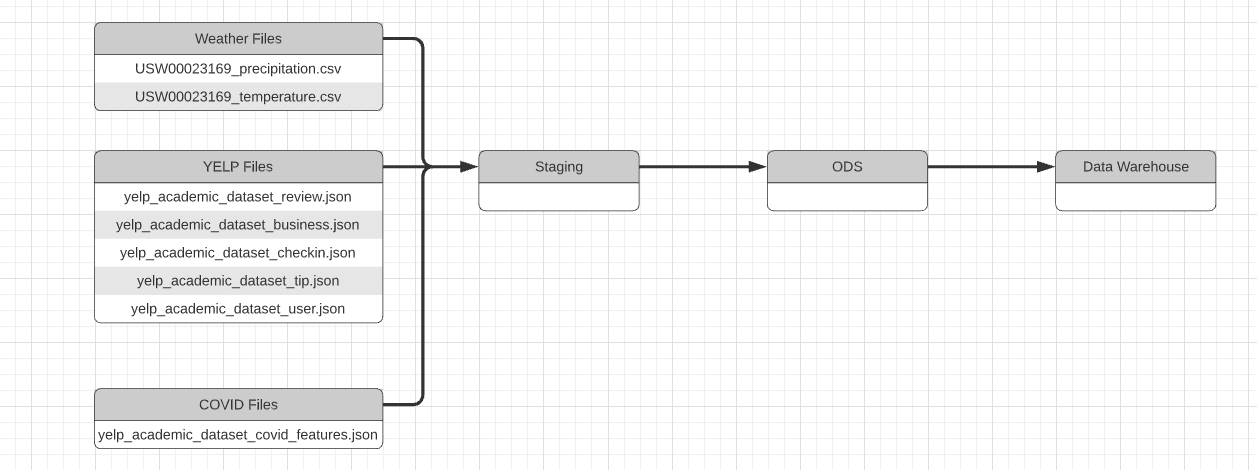 Weather Files
USW00023169_precipitation.csv
USW00023169_temperature.csv
YELP Files
yelp_academic_dataset_review.json
yelp_academic_dataset_business.json
yelp_academic_dataset_checkin.json
yelp_academic_dataset_tip.json
yelp_academic_dataset_user.json
COVID Files
yelp_academic_dataset_covid_features.json
Staging
ODS
Data Warehouse